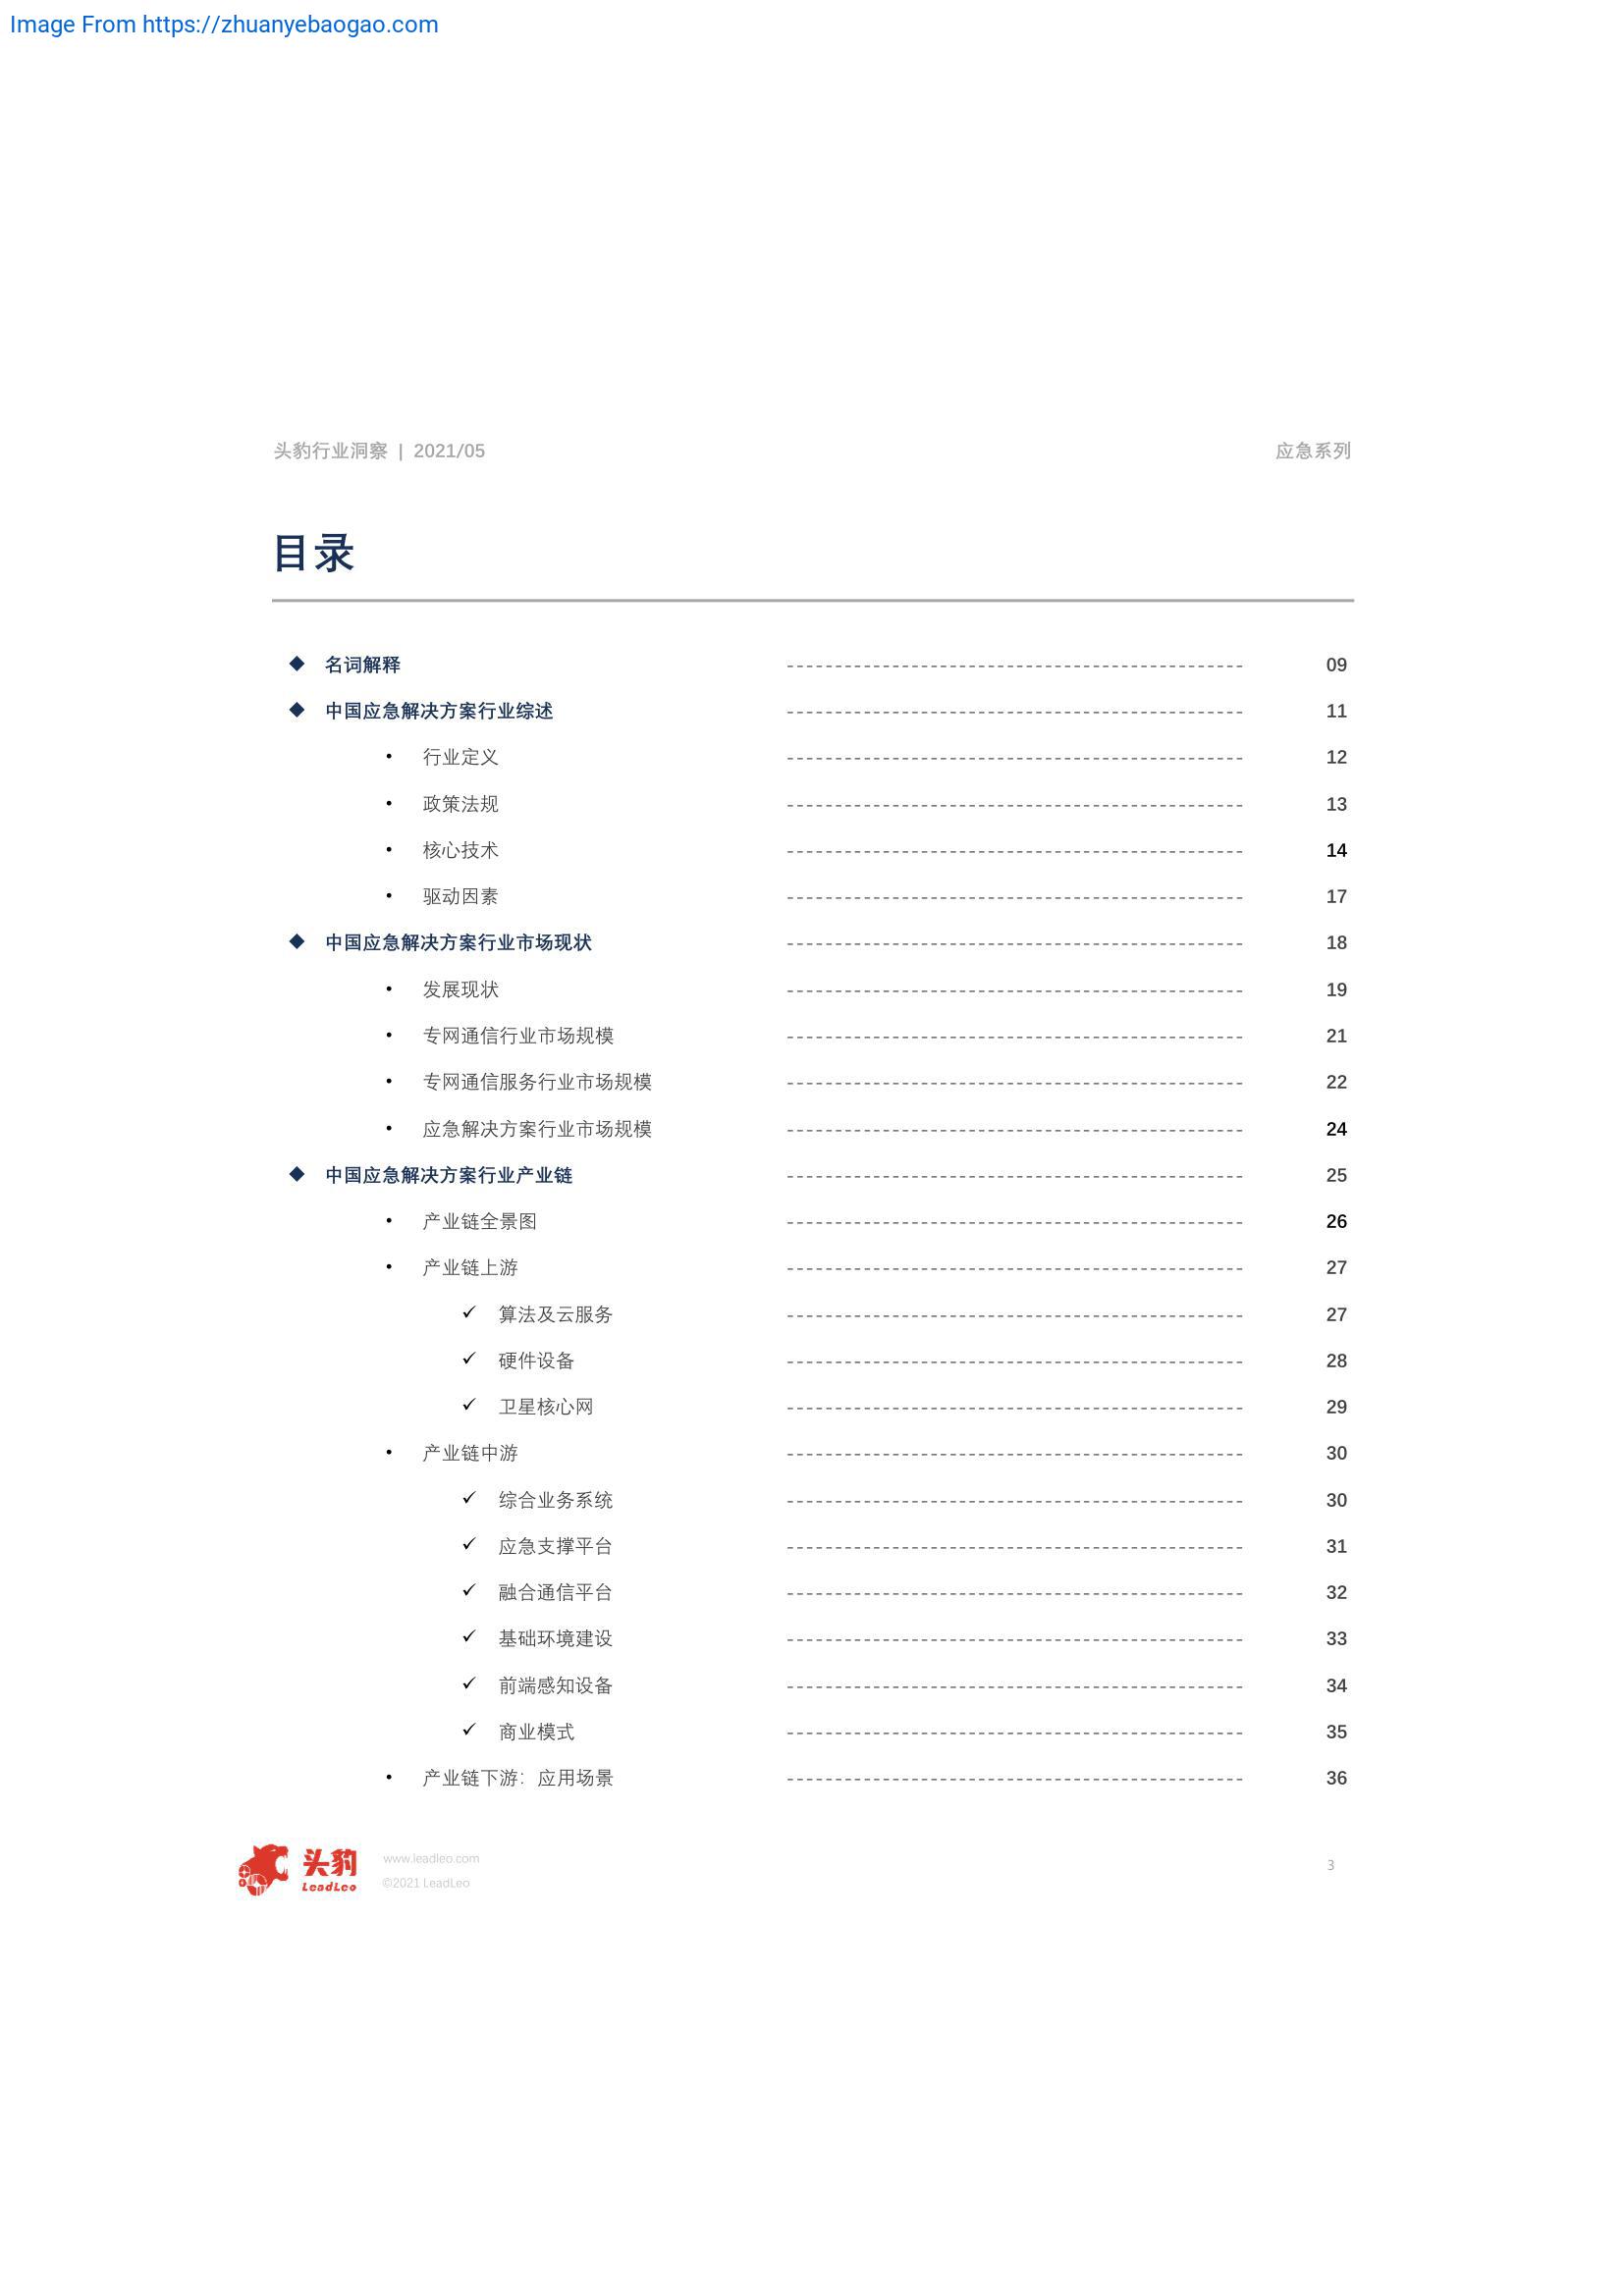 Image From https://zhuanyebaogao.com
头豹行业洞察 | 2021/05 应急系列
目录
◆ 名词解释 ------------------------------------------------ 09
◆ 中国应急解决方案行业综述 ------------------------------------------------ 11
• 行业定义 ------------------------------------------------ 12
• 政策法规 ------------------------------------------------ 13
• 核心技术 ------------------------------------------------ 14
• 驱动因素 ------------------------------------------------ 17
◆ 中国应急解决方案行业市场现状 ------------------------------------------------ 18
• 发展现状 ------------------------------------------------ 19
• 专网通信行业市场规模 ------------------------------------------------ 21
• 专网通信服务行业市场规模 ------------------------------------------------ 22
• 应急解决方案行业市场规模 ------------------------------------------------ 24
◆ 中国应急解决方案行业产业链 ------------------------------------------------ 25
• 产业链全景图 ------------------------------------------------ 26
• 产业链上游 ------------------------------------------------ 27
✓ 算法及云服务 ------------------------------------------------ 27
✓ 硬件设备 ------------------------------------------------ 28
✓ 卫星核心网 ------------------------------------------------ 29
• 产业链中游 ------------------------------------------------ 30
✓ 综合业务系统 ------------------------------------------------ 30
✓ 应急支撑平台 ------------------------------------------------ 31
✓ 融合通信平台 ------------------------------------------------ 32
✓ 基础环境建设 ------------------------------------------------ 33
✓ 前端感知设备 ------------------------------------------------ 34
✓ 商业模式 ------------------------------------------------ 35
• 产业链下游：应用场景 ------------------------------------------------ 36
头豹
LeadLeo
www.leadleo.com
©2021 LeadLeo
3